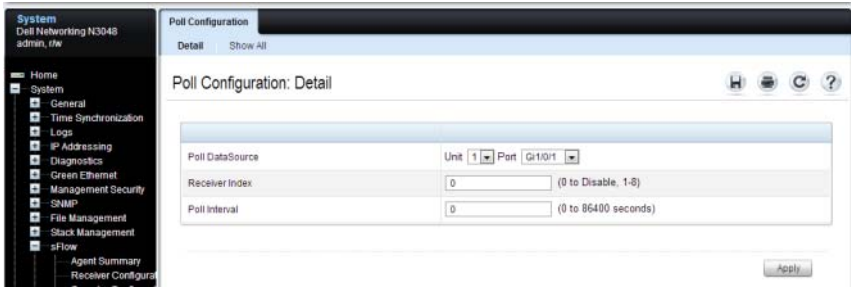 System
Dell Networking N3048
admin, r/w
Home
System
General
Time Synchronization
Logs
IP Addressing
Diagnostics
Green Ethernet
Management Security
SNMP
File Management
Stack Management
sFlow
Agent Summary
Receiver Configurat
Poll Configuration
Detail Show All
Poll Configuration: Detail
?
Poll DataSource Unit 1 Port Gi1/0/1
Receiver Index 0 (0 to Disable, 1-8)
Poll Interval 0 (0 to 86400 seconds)
Apply